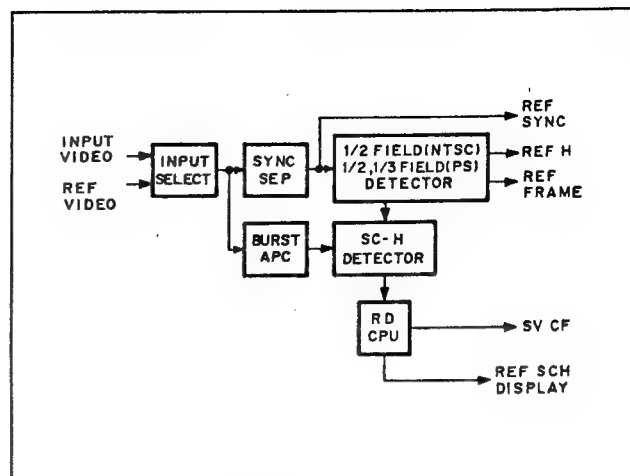 INPUT
VIDEO
REF
VIDEO
INPUT
SELECT
SYNC
SEP
1/2 FIELD(NTSC)
1/2,1/3 FIELD(PS)
DETECTOR
REF
SYNC
REF H
REF
FRAME
BURST
APC
SC-H
DETECTOR
RD
CPU
SV CF
REF SCH
DISPLAY